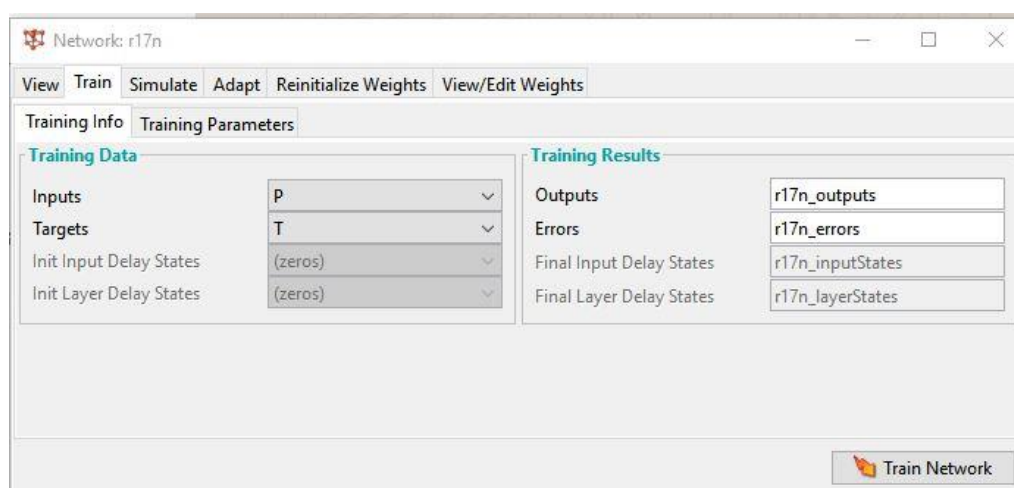 Network: r17n
View Train Simulate Adapt Reinitialize Weights View/Edit Weights
Training Info Training Parameters
Training Data
Inputs P
Targets T
Init Input Delay States (zeros)
Init Layer Delay States (zeros)
Training Results
Outputs r17n_outputs
Errors r17n_errors
Final Input Delay States r17n_inputStates
Final Layer Delay States r17n_layerStates
Train Network